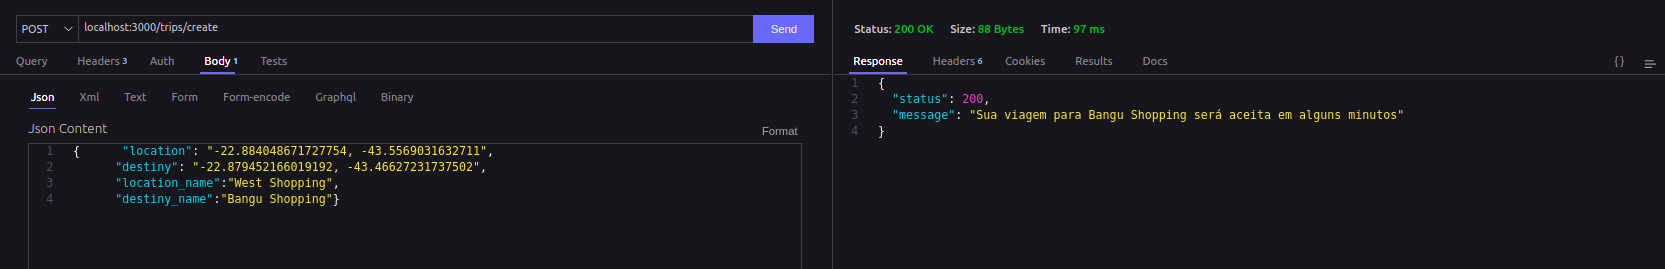 POST localhost:3000/trips/create Send
Query Headers 3 Auth Body 1 Tests
Json Xml Text Form Form-encode Graphql Binary
Json Content Format
1 { "location": "-22.884048671727754, -43.5569031632711",
2 "destiny": "-22.879452166019192, -43.46627231737502",
3 "location_name":"West Shopping",
4 "destiny_name":"Bangu Shopping"}
Status: 200 OK Size: 88 Bytes Time: 97 ms
Response Headers 6 Cookies Results Docs {}
1 {
2 "status": 200,
3 "message": "Sua viagem para Bangu Shopping será aceita em alguns minutos"
4 }